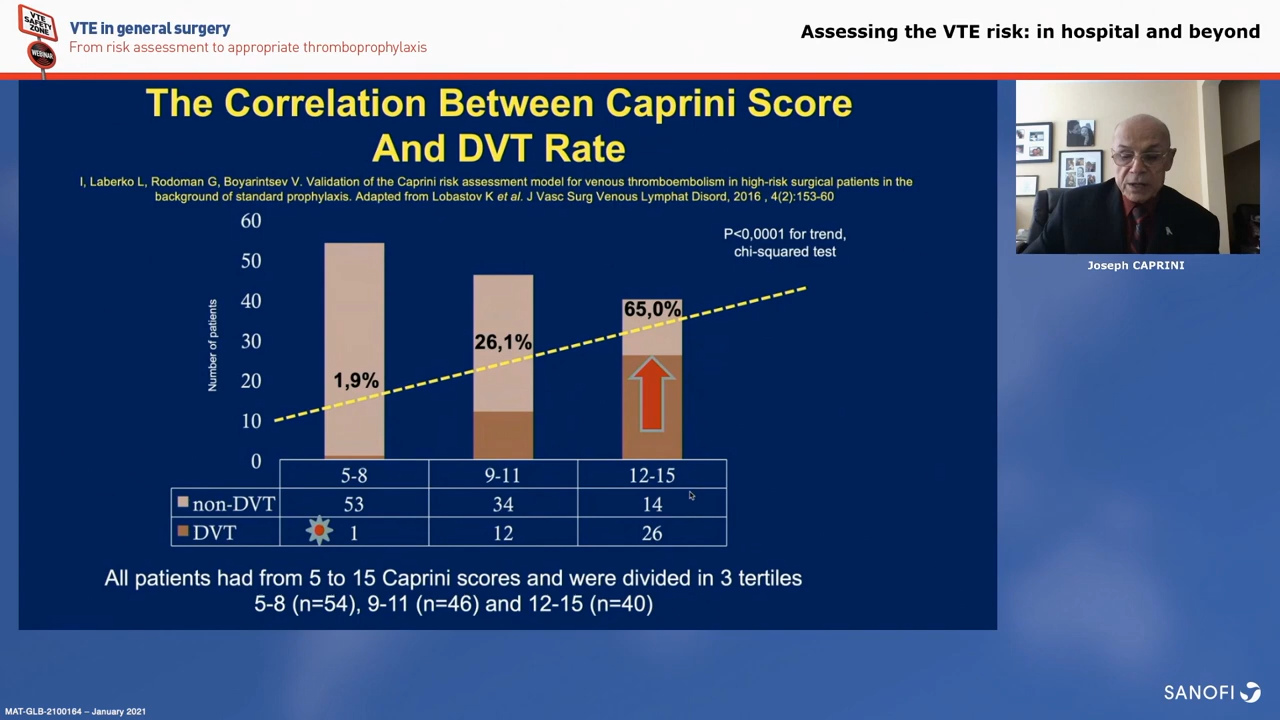 VTE
SAFETY
ZONE
WEBINAR
VTE in general surgery
From risk assessment to appropriate thromboprophylaxis
Assessing the VTE risk: in hospital and beyond
The Correlation Between Caprini Score
And DVT Rate
I, Laberko L, Rodoman G, Boyarintsev V. Validation of the Caprini risk assessment model for venous thromboembolism in high-risk surgical patients in the
background of standard prophylaxis. Adapted from Lobastov K et al. J Vasc Surg Venous Lymphat Disord, 2016 , 4(2):153-60
P<0,0001 for trend,
chi-squared test
Number of patients
60
50
40
30
20
10
0
1,9%
26,1%
65,0%
5-8 9-11 12-15
non-DVT 53 34 14
DVT 1 12 26
All patients had from 5 to 15 Caprini scores and were divided in 3 tertiles
5-8 (n=54), 9-11 (n=46) and 12-15 (n=40)
Joseph CAPRINI
SANOFI
MAT-GLB-2100164 – January 2021